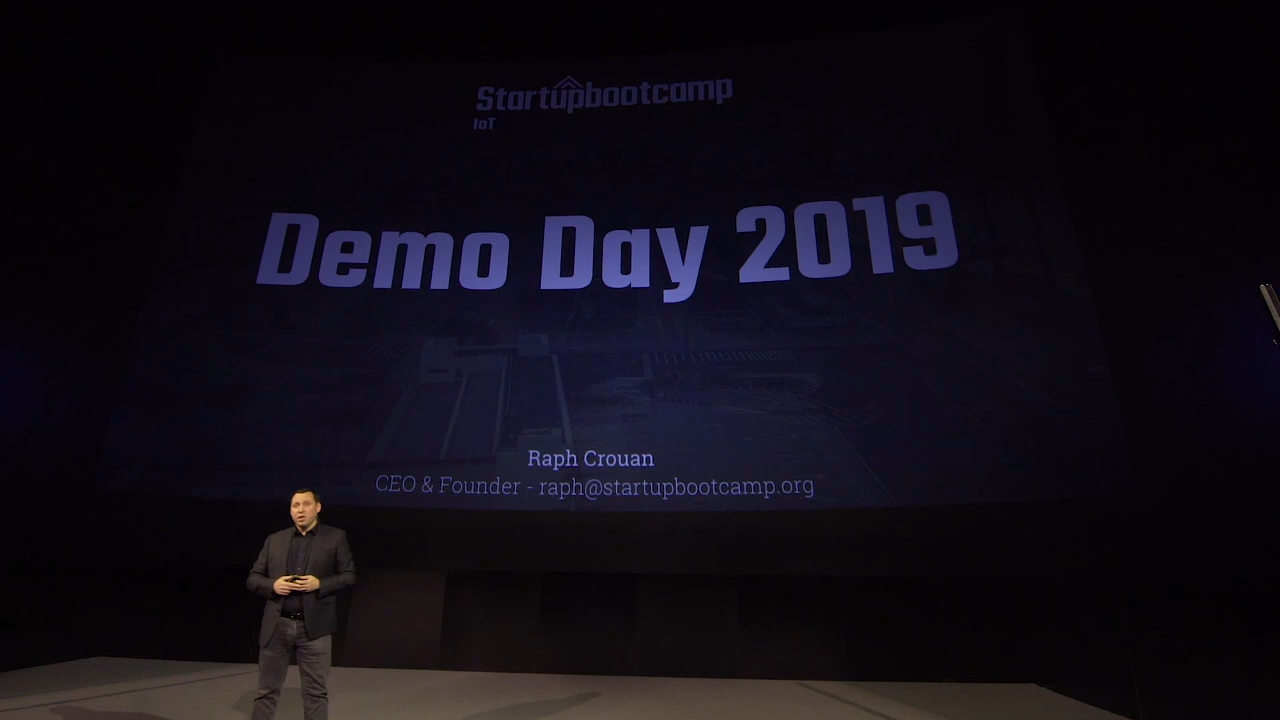 Startupbootcamp
IoT
Demo Day 2019
Raph Crouan
CEO & Founder - raph@startupbootcamp.org